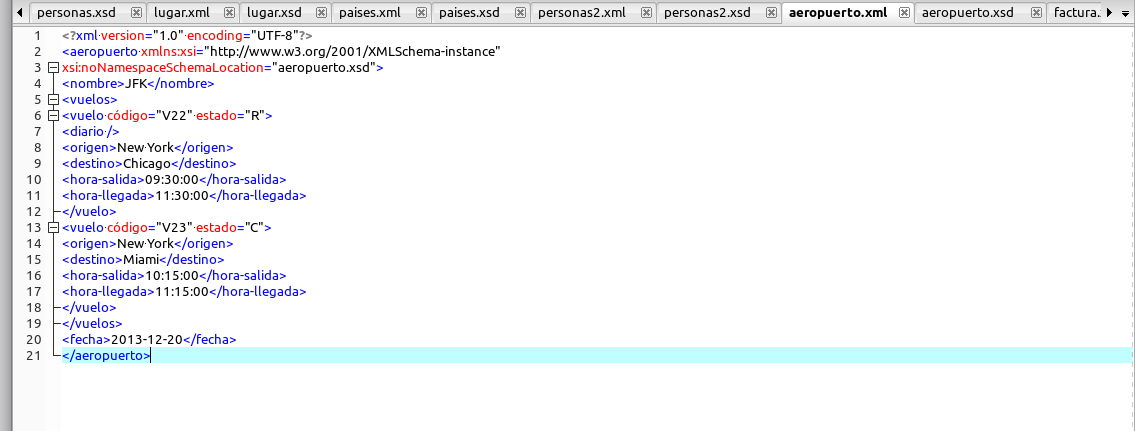 personas.xsd lugar.xml lugar.xsd paises.xml paises.xsd personas2.xml personas2.xsd aeropuerto.xml aeropuerto.xsd factura.
1 <?xml version="1.0" encoding="UTF-8"?>
2 <aeropuerto xmlns:xsi="http://www.w3.org/2001/XMLSchema-instance"
3 xsi:noNamespaceSchemaLocation="aeropuerto.xsd">
4 <nombre>JFK</nombre>
5 <vuelos>
6 <vuelo código="V22" estado="R">
7 <diario />
8 <origen>New York</origen>
9 <destino>Chicago</destino>
10 <hora-salida>09:30:00</hora-salida>
11 <hora-llegada>11:30:00</hora-llegada>
12 </vuelo>
13 <vuelo código="V23" estado="C">
14 <origen>New York</origen>
15 <destino>Miami</destino>
16 <hora-salida>10:15:00</hora-salida>
17 <hora-llegada>11:15:00</hora-llegada>
18 </vuelo>
19 </vuelos>
20 <fecha>2013-12-20</fecha>
21 </aeropuerto>